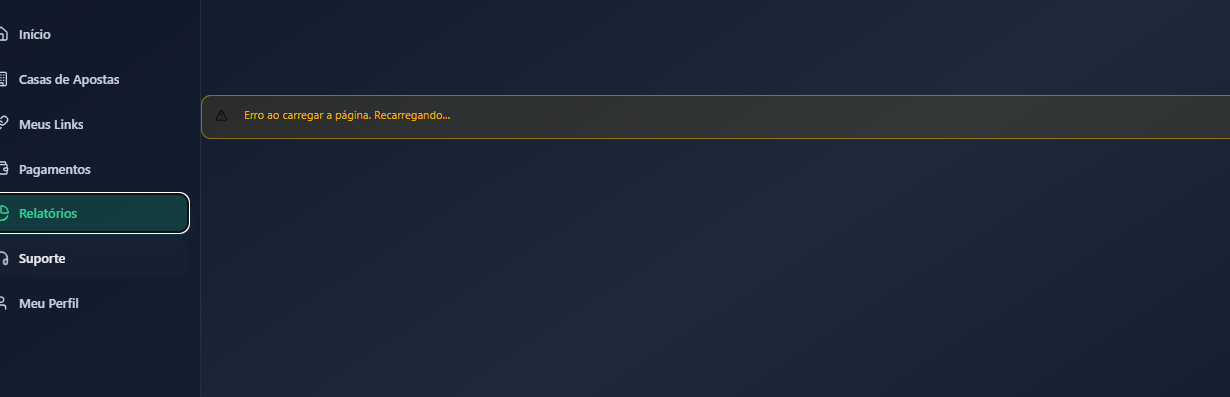 Início
Casas de Apostas
Meus Links
Pagamentos
Relatórios
Suporte
Meu Perfil
Erro ao carregar a página. Recarregando...